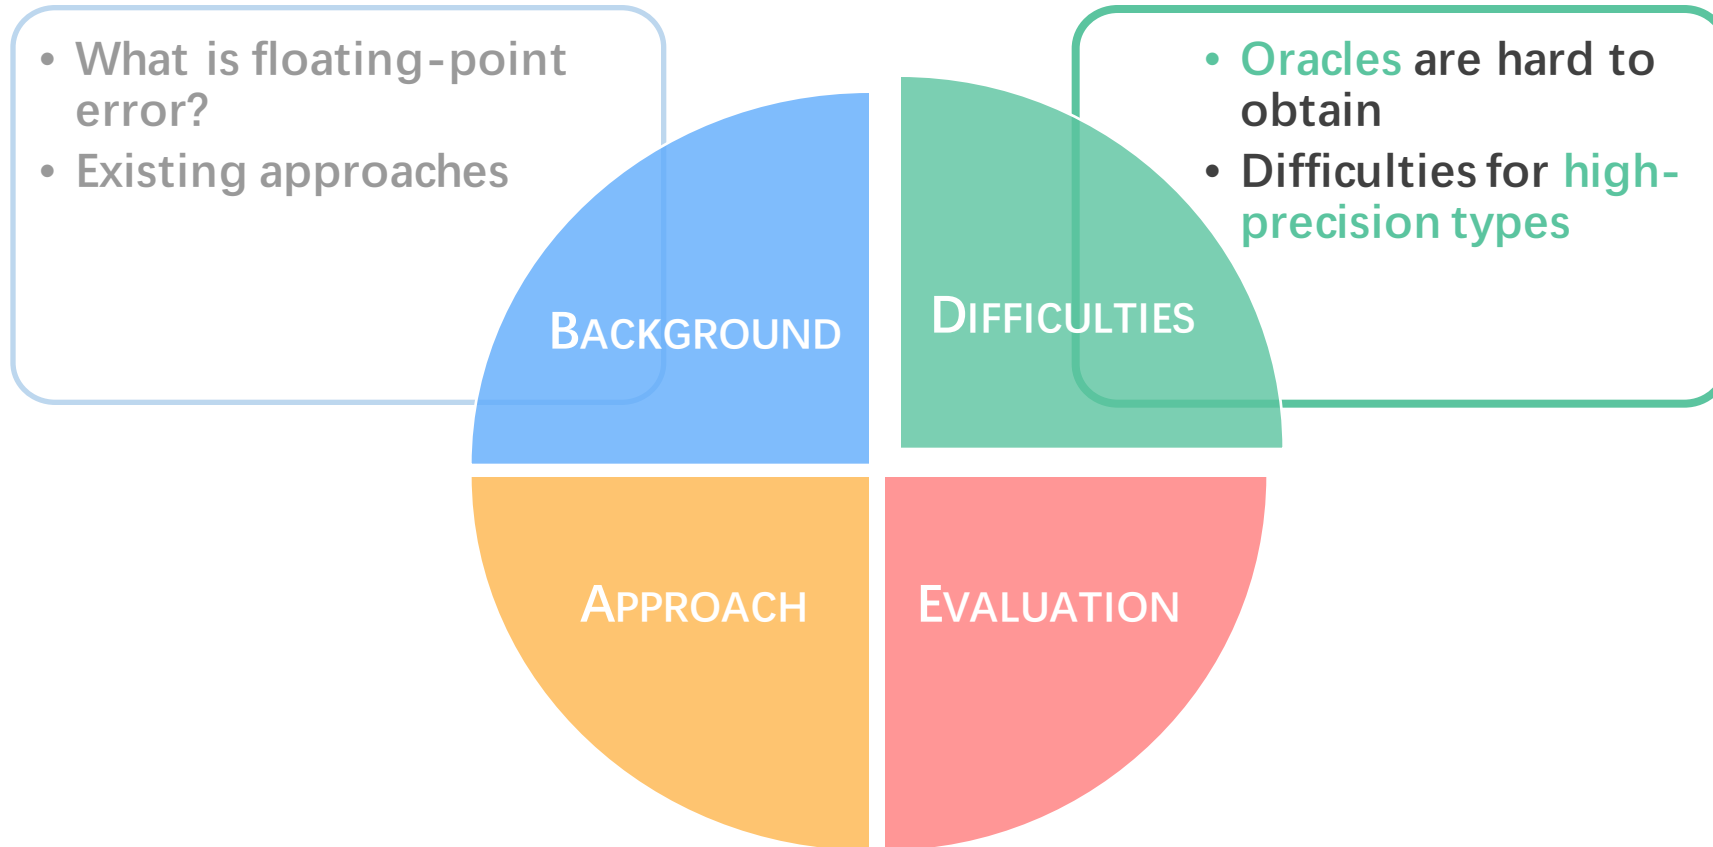 • What is floating-point
error?
• Existing approaches
• Oracles are hard to
obtain
• Difficulties for high-
precision types
BACKGROUND
DIFFICULTIES
APPROACH
EVALUATION